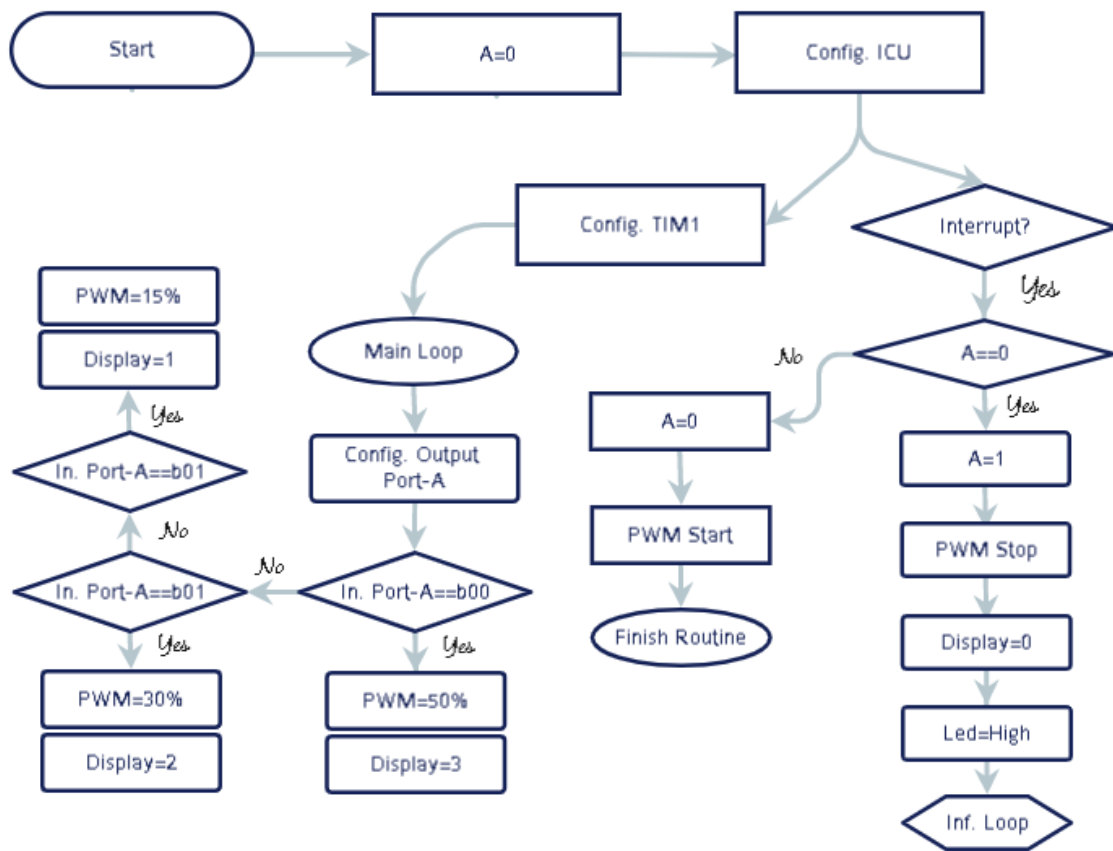 Start
A=0
Config. ICU
Config. TIM1
Interrupt?
Yes
PWM=15%
Display=1
Main Loop
A==0
No
Yes
Yes
A=0
A=1
In. Port-A==b01
Config. Output
Port-A
No
PWM Start
PWM Stop
In. Port-A==b01
No
In. Port-A==b00
Finish Routine
Display=0
Yes
Yes
PWM=30%
PWM=50%
Led=High
Display=2
Display=3
Inf. Loop